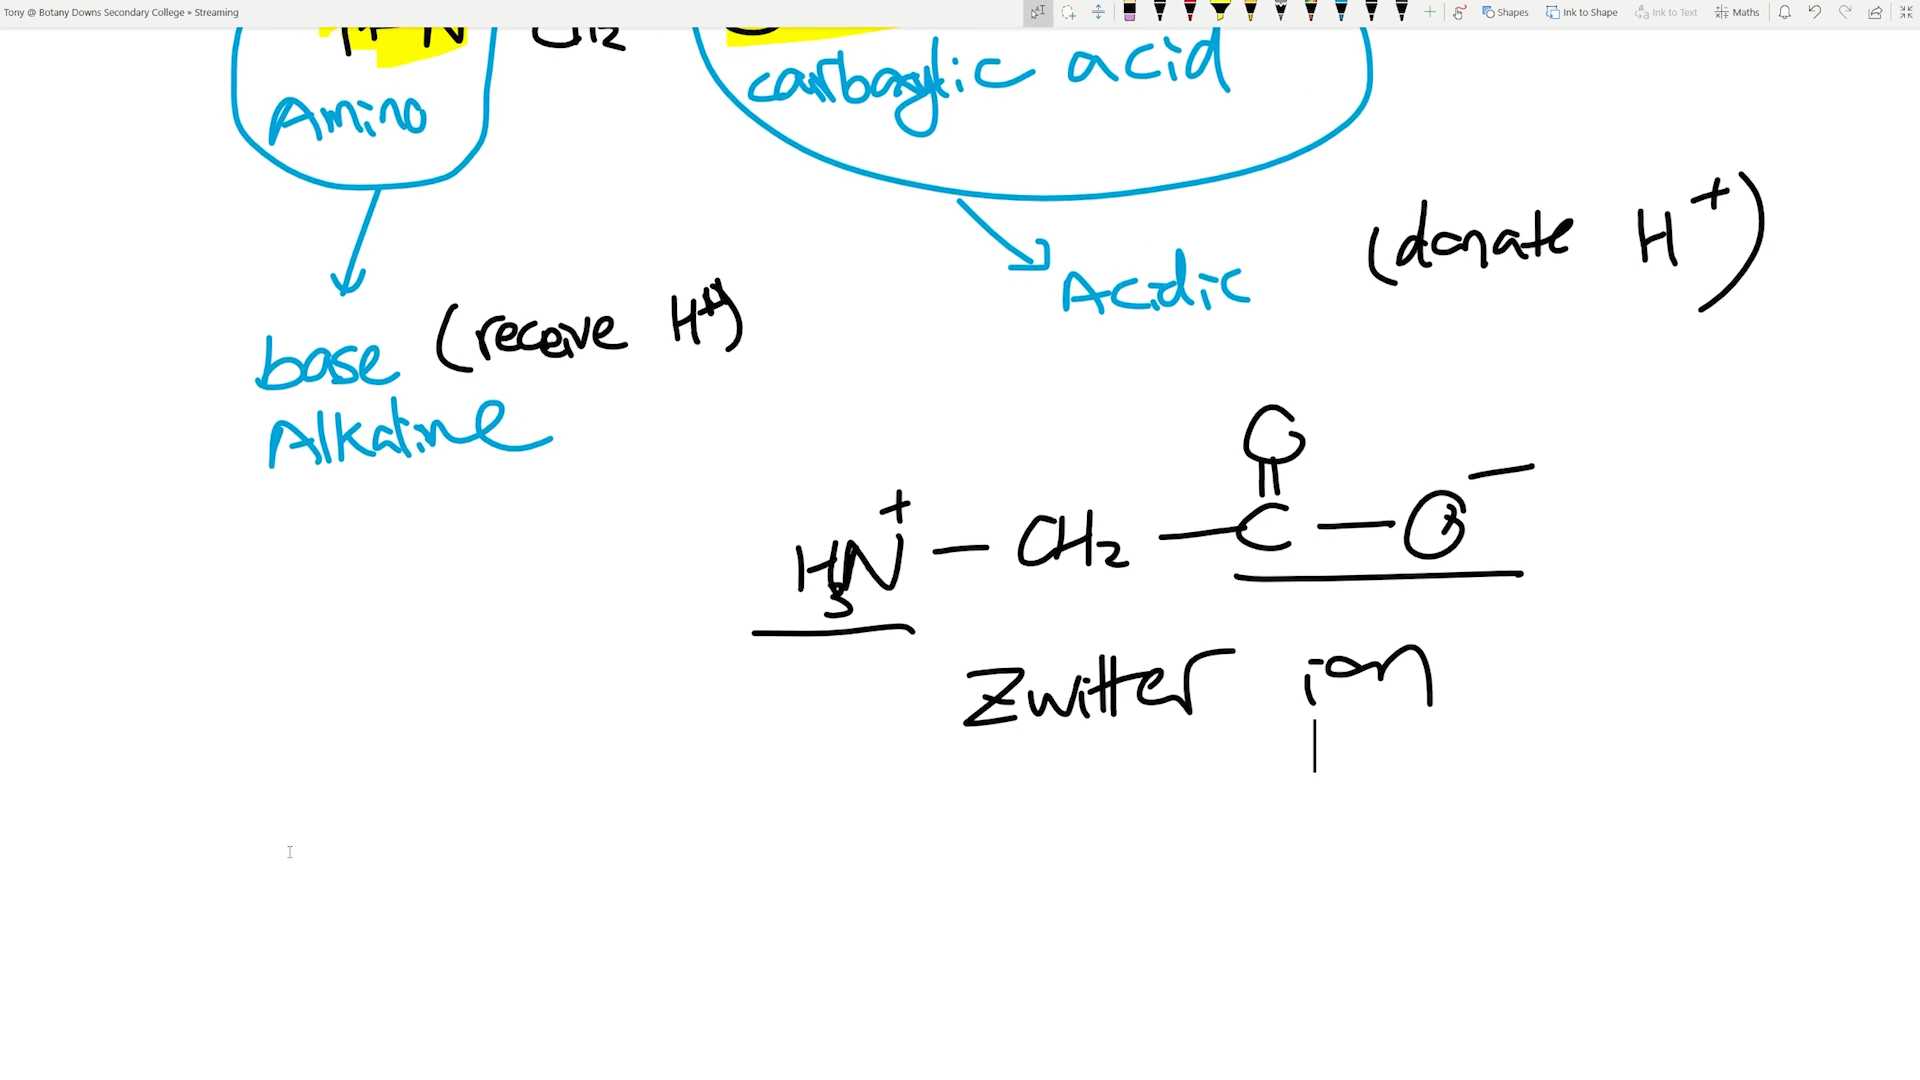 Tony @ Botany Downs Secondary College » Streaming
Shapes Ink to Shape Ink to Text Maths
carboxylic acid
Amino
(donate H+)
Acidic
(receive H+)
base
Alkaline
O
H3N+ — CH2 — C — O−
Zwitter ion